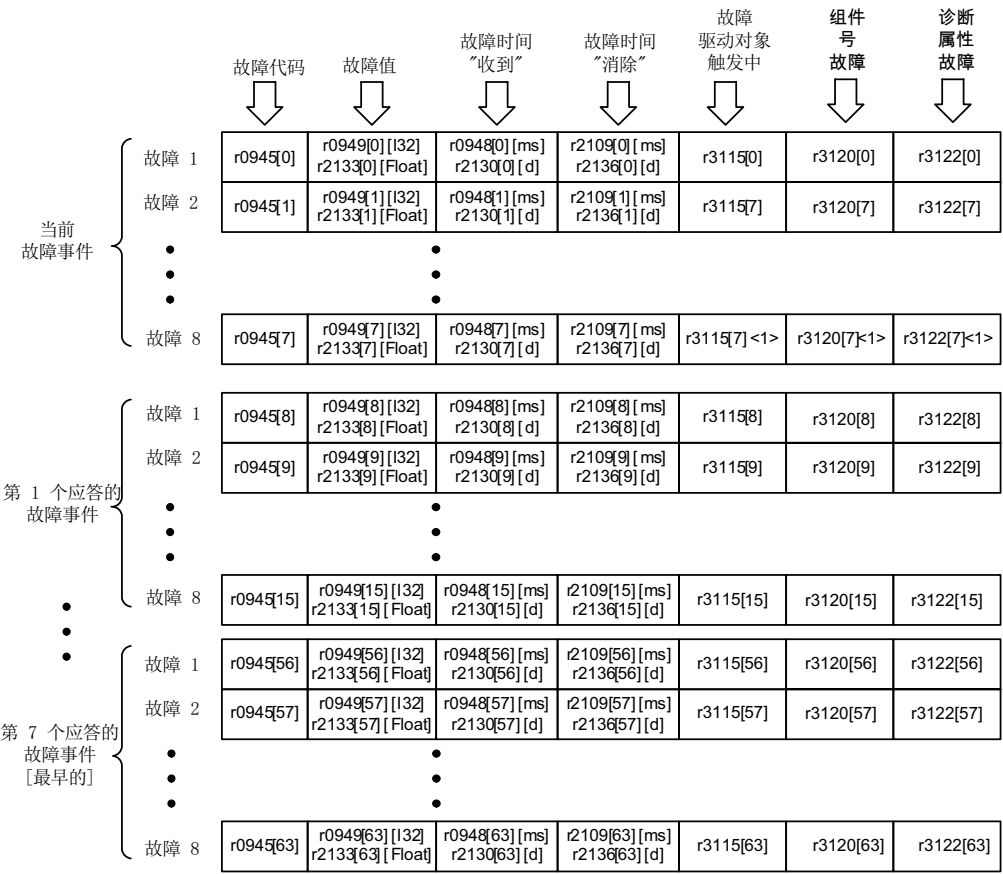 故障代码
故障值
故障时间
"收到"
故障时间
"消除"
故障
驱动对象
触发中
组件
号
故障
诊断
属性
故障
当前
故障事件
故障 1
r0945[0]
r0949[0][I32]
r2133[0][Float]
r0948[0][ms]
r2130[0][d]
r2109[0][ms]
r2136[0][d]
r3115[0]
r3120[0]
r3122[0]
故障 2
r0945[1]
r0949[1][I32]
r2133[1][Float]
r0948[1][ms]
r2130[1][d]
r2109[1][ms]
r2136[1][d]
r3115[7]
r3120[7]
r3122[7]
故障 8
r0945[7]
r0949[7][I32]
r2133[7][Float]
r0948[7][ms]
r2130[7][d]
r2109[7][ms]
r2136[7][d]
r3115[7]<1>
r3120[7]<1>
r3122[7]<1>
第 1 个应答的
故障事件
故障 1
r0945[8]
r0949[8][I32]
r2133[8][Float]
r0948[8][ms]
r2130[8][d]
r2109[8][ms]
r2136[8][d]
r3115[8]
r3120[8]
r3122[8]
故障 2
r0945[9]
r0949[9][I32]
r2133[9][Float]
r0948[9][ms]
r2130[9][d]
r2109[9][ms]
r2136[9][d]
r3115[9]
r3120[9]
r3122[9]
故障 8
r0945[15]
r0949[15][I32]
r2133[15][Float]
r0948[15][ms]
r2130[15][d]
r2109[15][ms]
r2136[15][d]
r3115[15]
r3120[15]
r3122[15]
第 7 个应答的
故障事件
[最早的]
故障 1
r0945[56]
r0949[56][I32]
r2133[56][Float]
r0948[56][ms]
r2130[56][d]
r2109[56][ms]
r2136[56][d]
r3115[56]
r3120[56]
r3122[56]
故障 2
r0945[57]
r0949[57][I32]
r2133[57][Float]
r0948[57][ms]
r2130[57][d]
r2109[57][ms]
r2136[57][d]
r3115[57]
r3120[57]
r3122[57]
故障 8
r0945[63]
r0949[63][I32]
r2133[63][Float]
r0948[63][ms]
r2130[63][d]
r2109[63][ms]
r2136[63][d]
r3115[63]
r3120[63]
r3122[63]